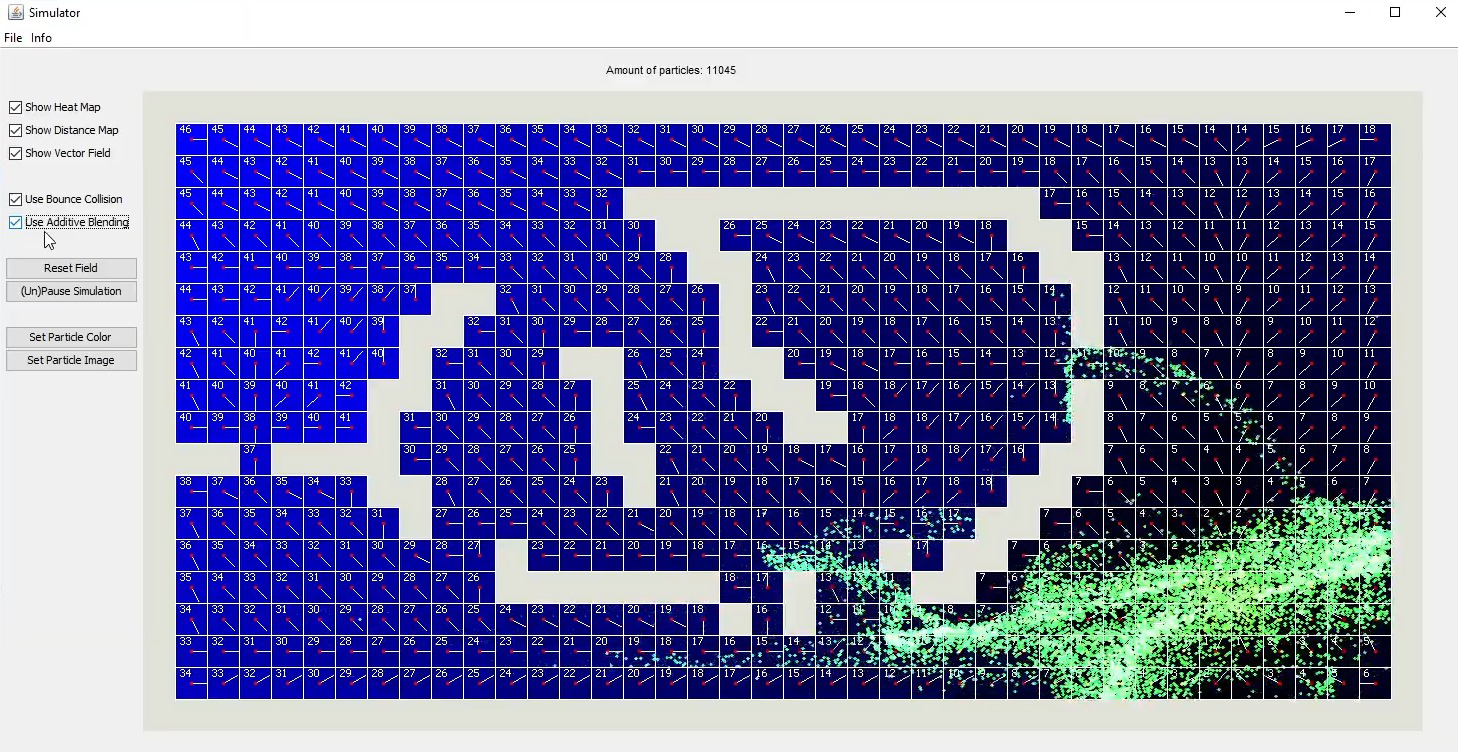 Simulator
File Info
Amount of particles: 11045
Show Heat Map
Show Distance Map
Show Vector Field
Use Bounce Collision
Use Additive Blending
Reset Field
(Un)Pause Simulation
Set Particle Color
Set Particle Image
46 45 44 43 42 41 40 39 38 37 36 35 34 33 32 31 30 29 28 27 26 25 24 23 22 21 20 19 18 17 16 15 14 14 15 16 17 18
45 44 43 42 41 40 39 38 37 36 35 34 33 32 31 30 29 28 27 26 25 24 23 22 21 20 19 18 17 16 15 14 13 13 14 15 16 17
45 44 43 42 41 40 39 38 37 36 35 34 33 32 17 16 15 14 13 12 12 13 14 15 16
44 43 42 41 40 39 38 37 36 35 34 33 32 31 30 26 25 24 23 22 21 20 19 18 15 14 13 12 11 11 12 13 14 15
43 42 41 40 39 38 37 36 35 34 33 32 31 30 29 28 24 23 22 21 20 19 18 17 16 13 12 11 10 10 11 12 13 14
44 43 42 41 40 39 38 37 32 31 30 29 28 27 26 23 22 21 20 19 18 17 16 15 14 12 11 10 9 9 10 11 12 13
43 42 41 42 41 40 39 32 31 30 29 28 27 26 25 22 21 20 19 18 17 16 15 14 13 11 10 9 8 8 9 10 11 12
42 41 40 41 42 41 40 32 31 30 29 26 25 24 20 19 18 17 16 15 14 13 12 11 10 9 8 7 7 8 9 10 11
41 40 39 40 41 42 31 30 29 28 27 25 24 23 22 19 18 18 17 16 15 14 13 9 8 7 6 6 7 8 9 10
40 39 38 39 40 41 31 30 29 28 27 26 24 23 22 21 20 17 18 18 17 16 15 14 8 7 6 5 5 6 7 8 9
37 30 29 28 27 26 25 22 21 20 19 18 17 16 17 18 18 17 16 7 6 5 4 4 5 6 7 8
38 37 36 35 34 33 28 27 26 25 24 23 21 20 19 18 17 16 15 16 17 18 18 7 6 5 4 3 3 4 5 6 7
37 36 35 34 33 32 31 27 26 25 24 23 22 21 20 19 18 17 16 15 14 15 16 17 7 6 5 4 3
36 35 34 33 32 31 30 29 28 27 23 22 21 20 19 18 17 16 15 14 13 17 7 6
35 34 33 32 31 30 29 28 27 26 18 17 13 12 11 7 6
34 33 32 31 30 29 28 27 26 25 24 23 22 21 20 19 18 16 12 11
33 32 31 30 29 28 27 26 25 24 23 22 21 20 19 18 17 16 15 14 13 12 5
34 33 32 31 30 29 28 27 26 25 24 23 22 21 20 19 18 17 16 15 14 13 12 11 10 6